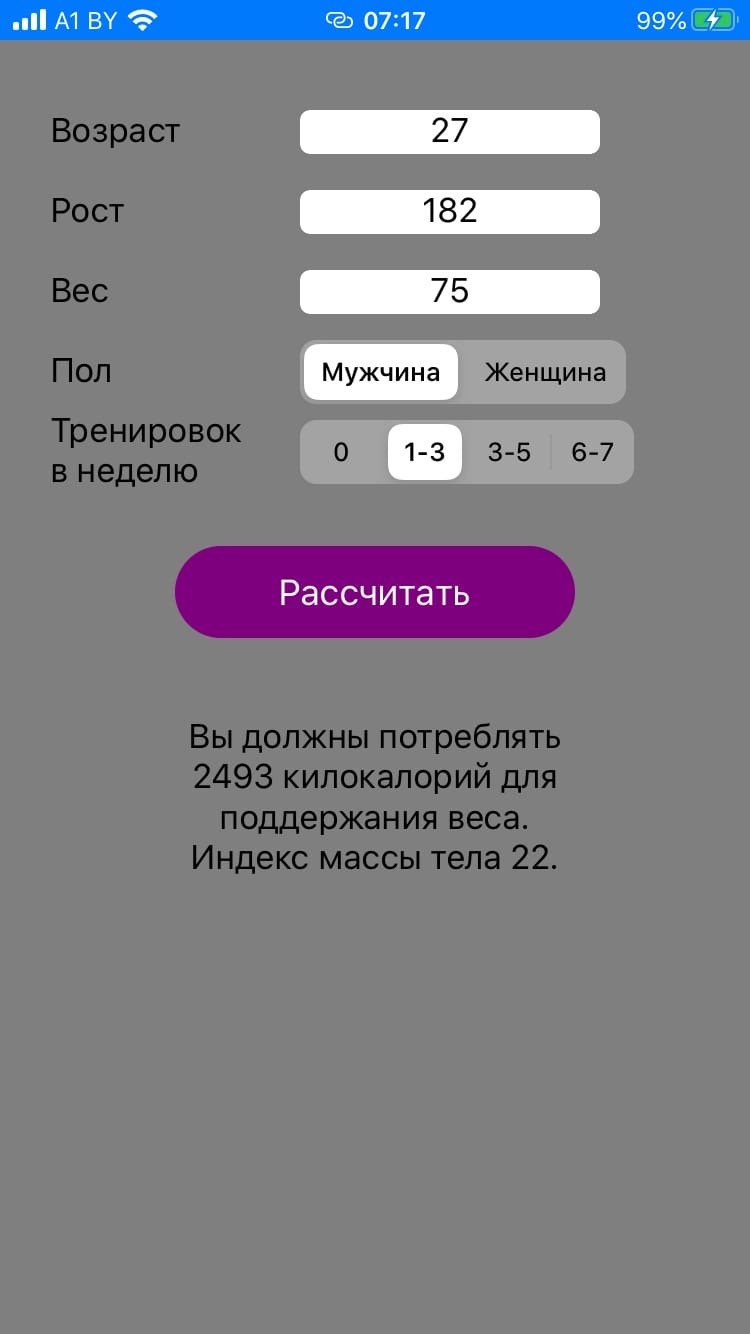 A1 BY 07:17 99%
Возраст 27
Рост 182
Вес 75
Пол Мужчина Женщина
Тренировок
в неделю 0 1-3 3-5 6-7
Рассчитать
Вы должны потреблять
2493 килокалорий для
поддержания веса.
Индекс массы тела 22.